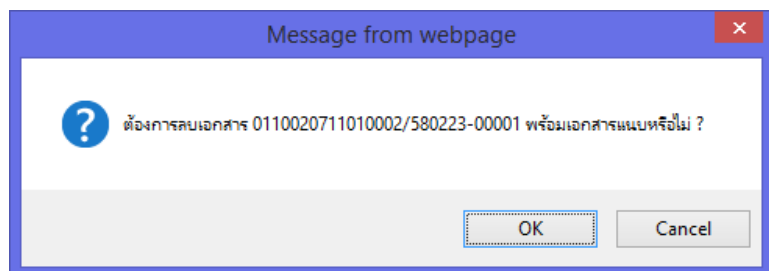 Message from webpage
ต้องการลบเอกสาร 0110020711010002/580223-00001 พร้อมเอกสารแนบหรือไม่ ?
OK
Cancel